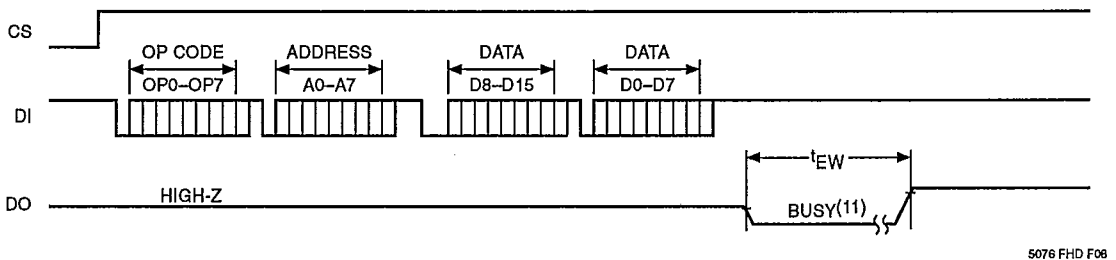 CS
OP CODE ADDRESS DATA DATA
OP0–OP7 A0–A7 D8–D15 D0–D7
DI
tEW
HIGH-Z
DO
BUSY(11)
5076 FHD F06